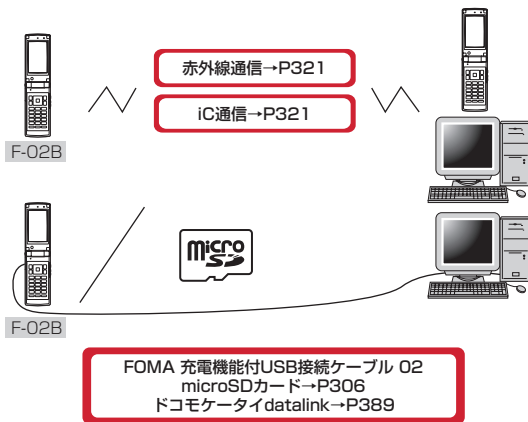 赤外線通信→P321
iC通信→P321
F-02B
micro
SD
F-02B
FOMA 充電機能付USB接続ケーブル 02
microSDカード→P306
ドコモケータイdatalink→P389